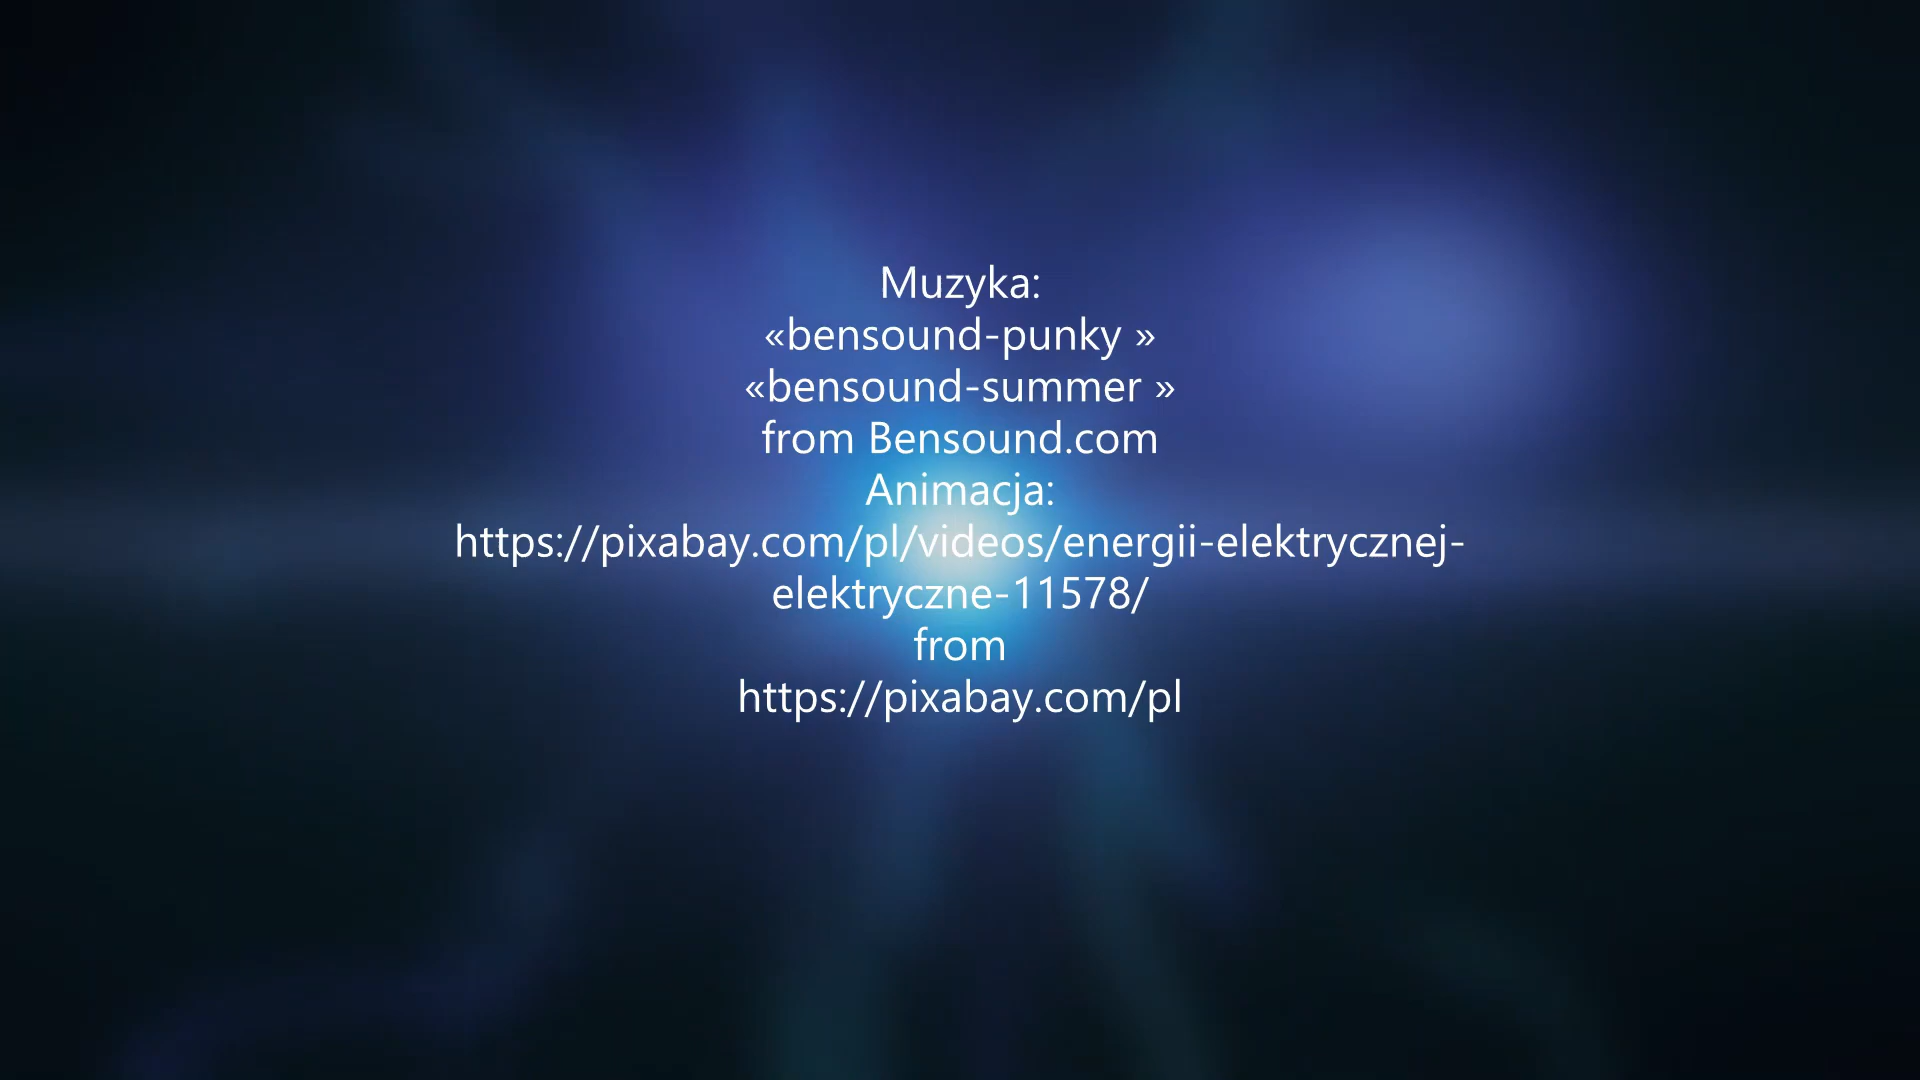 Muzyka:
«bensound-punky »
«bensound-summer »
from Bensound.com
Animacja:
https://pixabay.com/pl/videos/energii-elektrycznej-
elektryczne-11578/
from
https://pixabay.com/pl